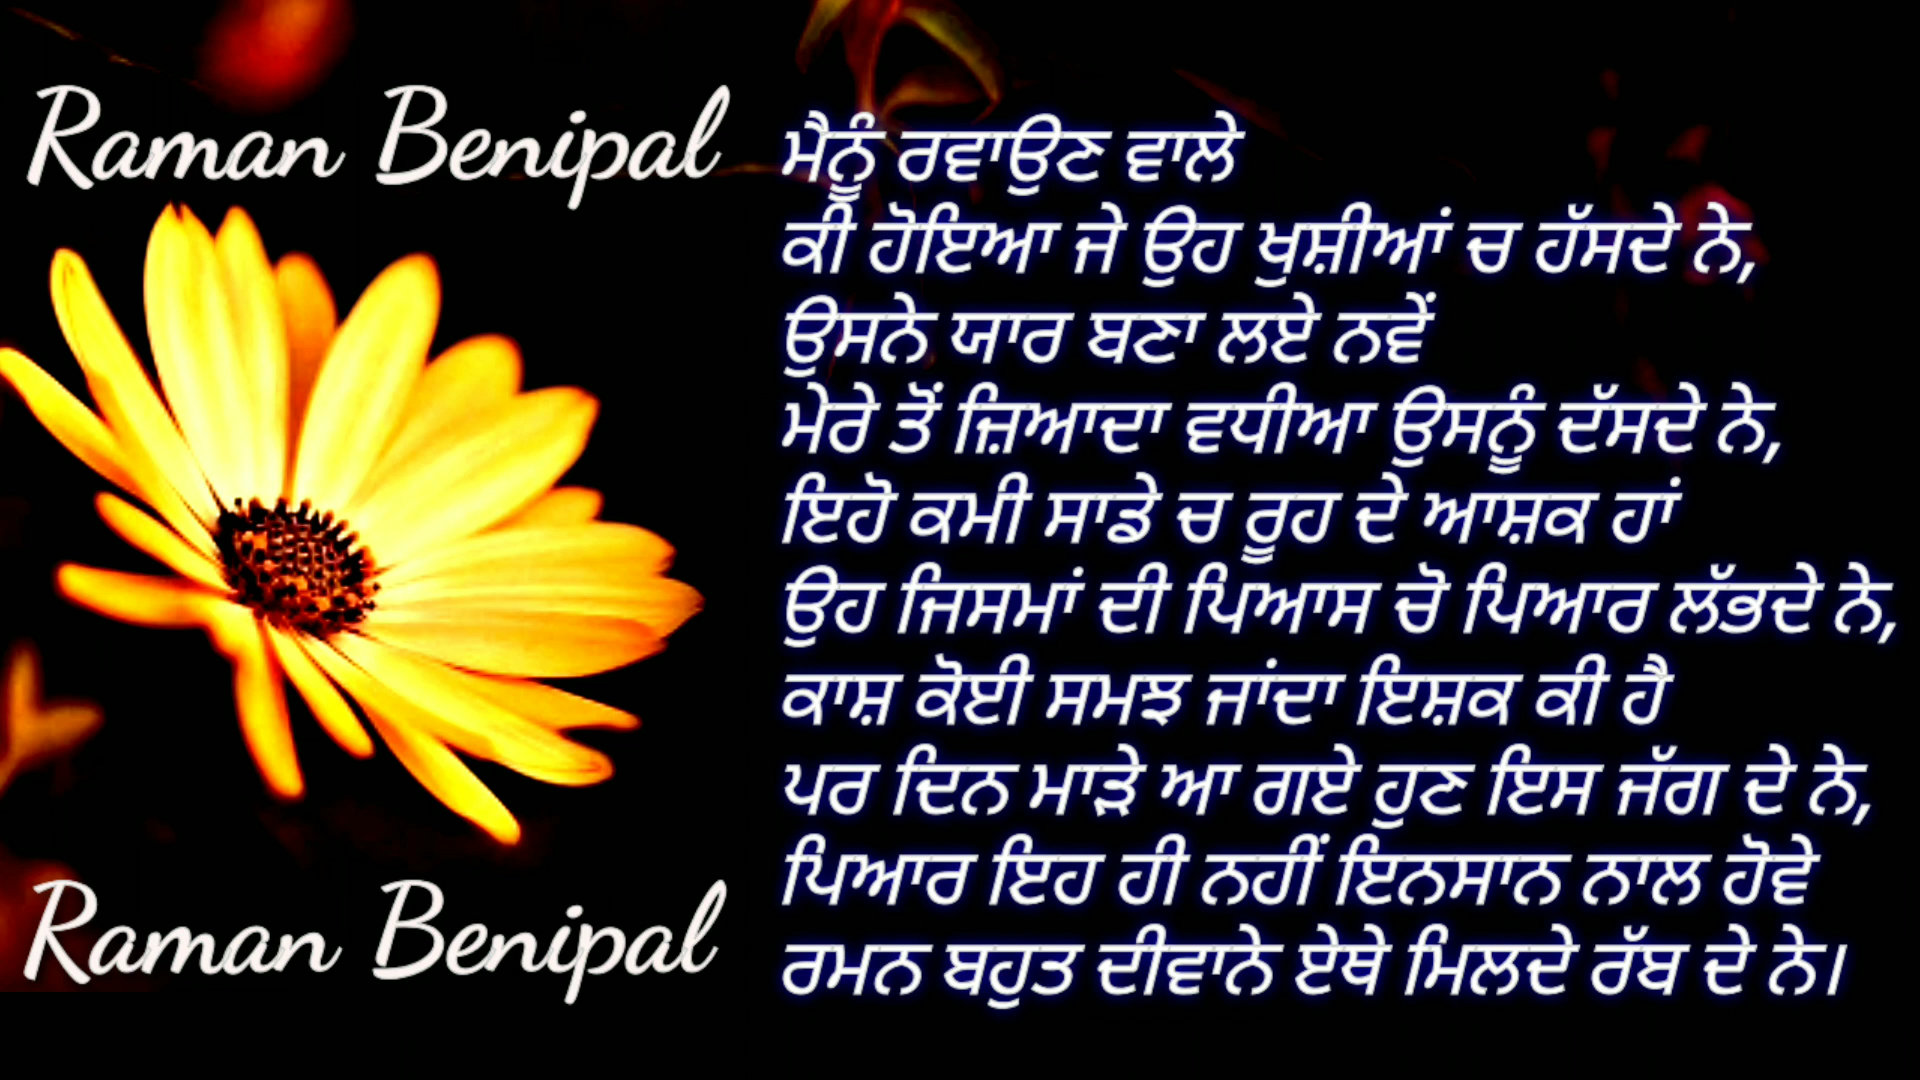 Raman Benipal
ਮੈਨੂੰ ਰਵਾਉਣ ਵਾਲੇ
ਕੀ ਹੋਇਆ ਜੇ ਉਹ ਖੁਸ਼ੀਆਂ ਚ ਹੱਸਦੇ ਨੇ,
ਉਸਨੇ ਯਾਰ ਬਣਾ ਲਏ ਨਵੇਂ
ਮੇਰੇ ਤੋਂ ਜ਼ਿਆਦਾ ਵਧੀਆ ਉਸਨੂੰ ਦੱਸਦੇ ਨੇ,
ਇਹੋ ਕਮੀ ਸਾਡੇ ਚ ਰੂਹ ਦੇ ਆਸ਼ਕ ਹਾਂ
ਉਹ ਜਿਸਮਾਂ ਦੀ ਪਿਆਸ ਚੋ ਪਿਆਰ ਲੱਭਦੇ ਨੇ,
ਕਾਸ਼ ਕੋਈ ਸਮਝ ਜਾਂਦਾ ਇਸ਼ਕ ਕੀ ਹੈ
ਪਰ ਦਿਨ ਮਾੜੇ ਆ ਗਏ ਹੁਣ ਇਸ ਜੱਗ ਦੇ ਨੇ,
ਪਿਆਰ ਇਹ ਹੀ ਨਹੀਂ ਇਨਸਾਨ ਨਾਲ ਹੋਵੇ
ਰਮਨ ਬਹੁਤ ਦੀਵਾਨੇ ਏਥੇ ਮਿਲਦੇ ਰੱਬ ਦੇ ਨੇ।
Raman Benipal